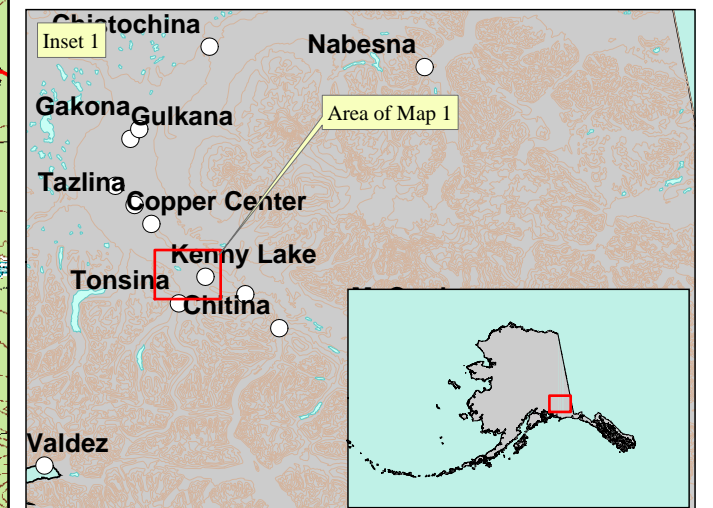 Chistochina
Inset 1
Nabesna
Gakona
Gulkana
Area of Map 1
Tazlina
Copper Center
Kenny Lake
Tonsina
Chitina
Valdez